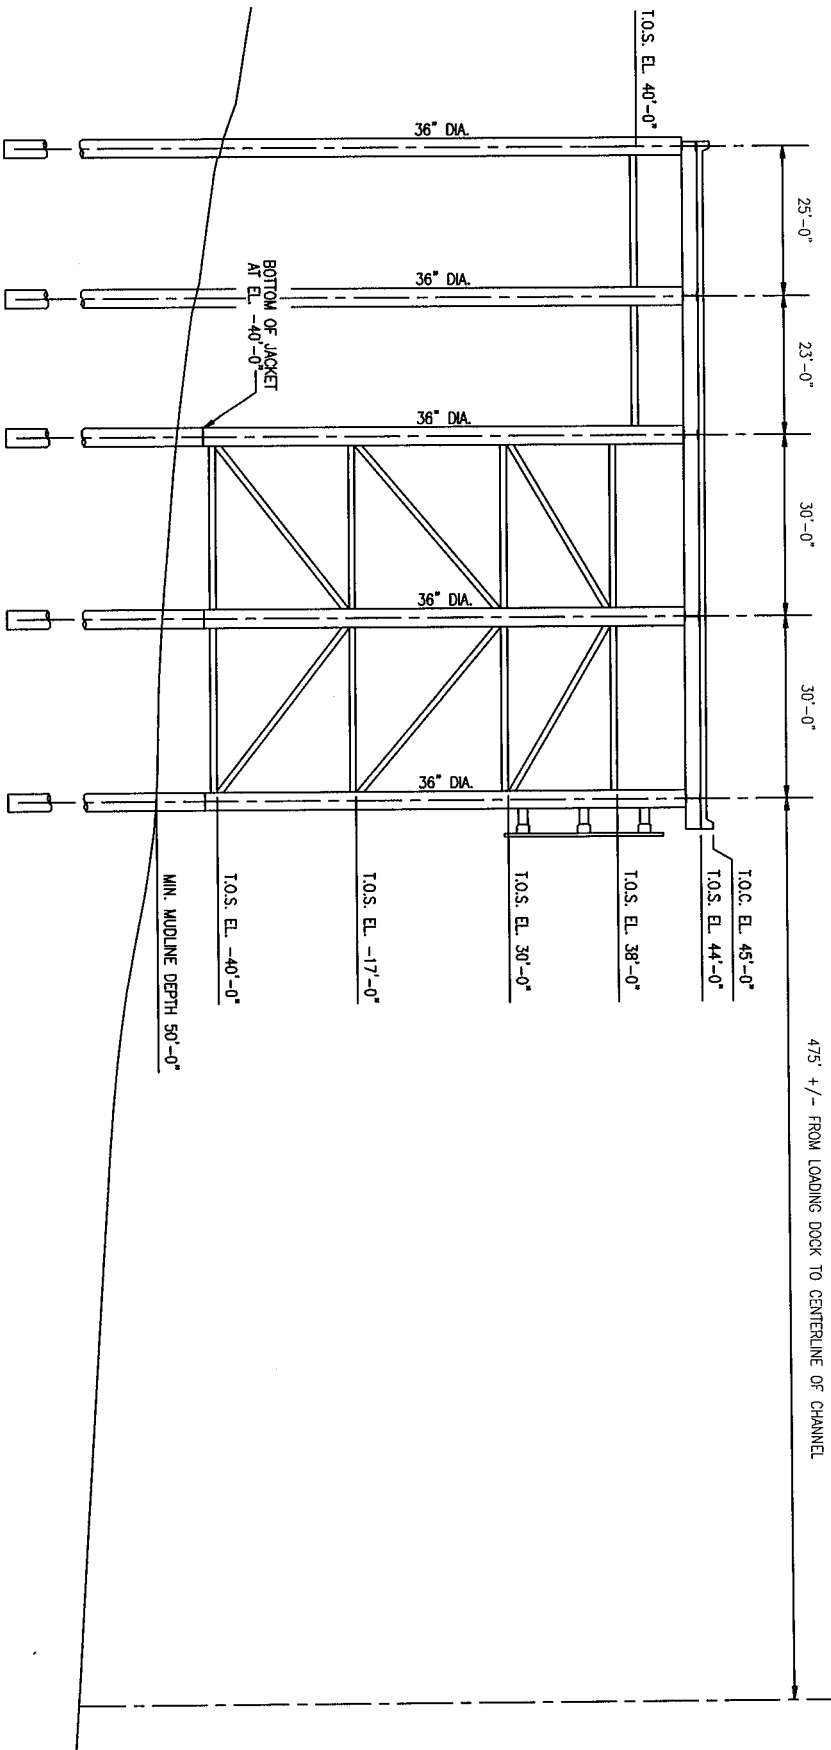 475' +/- FROM LOADING DOCK TO CENTERLINE OF CHANNEL
25'-0"
23'-0"
30'-0"
30'-0"
T.O.S. EL. 40'-0"
T.O.C. EL. 45'-0"
T.O.S. EL. 44'-0"
T.O.S. EL. 38'-0"
T.O.S. EL. 30'-0"
T.O.S. EL. -17'-0"
T.O.S. EL. -40'-0"
MIN. MUDLINE DEPTH 50'-0"
36" DIA.
36" DIA.
36" DIA.
36" DIA.
36" DIA.
BOTTOM OF JACKET
AT EL. -40'-0"